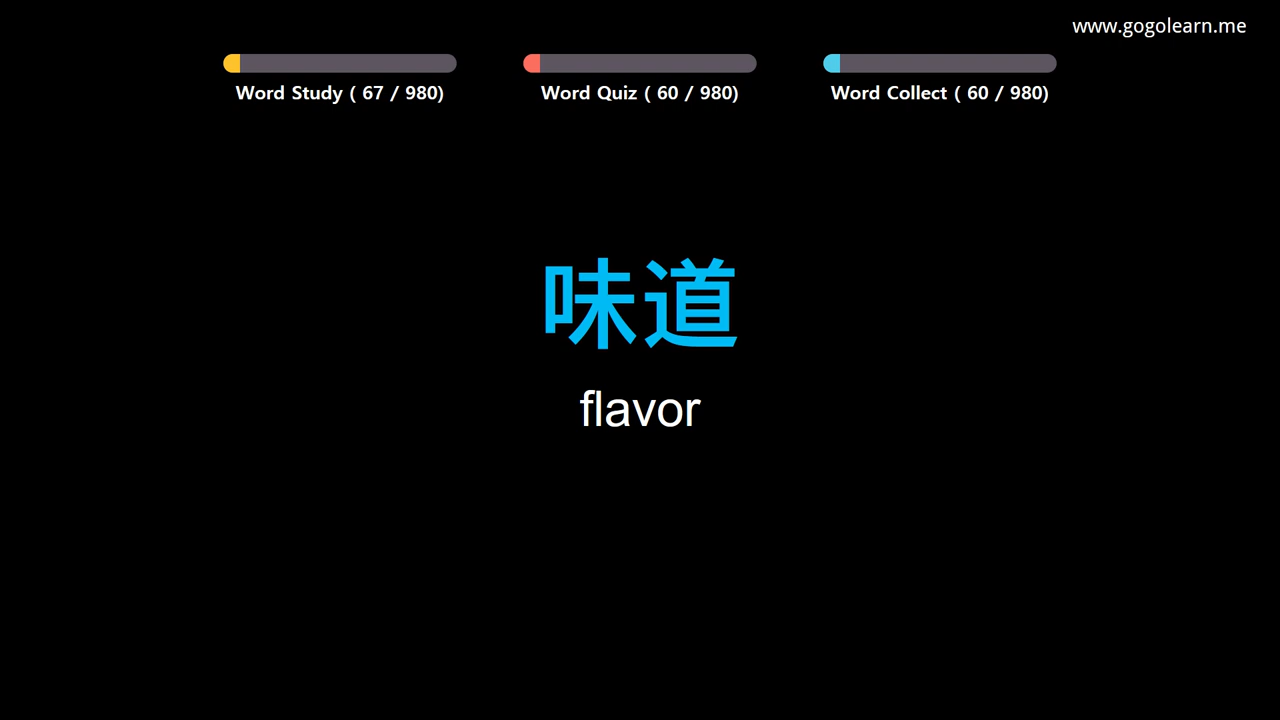 www.gogolearn.me
Word Study ( 67 / 980)
Word Quiz ( 60 / 980)
Word Collect ( 60 / 980)
味道
flavor